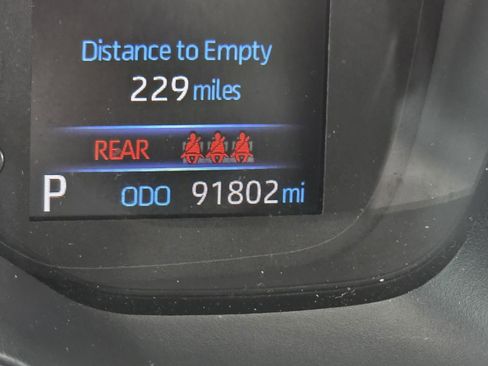 Distance to Empty
229 miles
REAR
P ODO 91802 mi